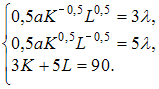 0,5aK^{-0,5}L^{0,5} = 3λ,
0,5aK^{0,5}L^{-0,5} = 5λ,
3K + 5L = 90.